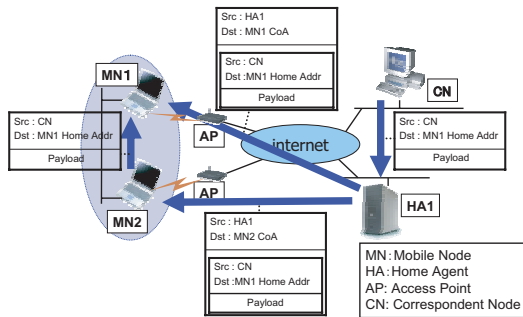 Src : HA1
Dst : MN1 CoA
Src : CN
Dst :MN1 Home Addr
Payload
MN1
CN
AP
Src : CN
Dst : MN1 Home Addr
Payload
internet
Src : CN
Dst : MN1 Home Addr
Payload
AP
MN2
HA1
Src : HA1
Dst : MN2 CoA
Src : CN
Dst :MN1 Home Addr
Payload
MN: Mobile Node
HA: Home Agent
AP: Access Point
CN: Correspondent Node